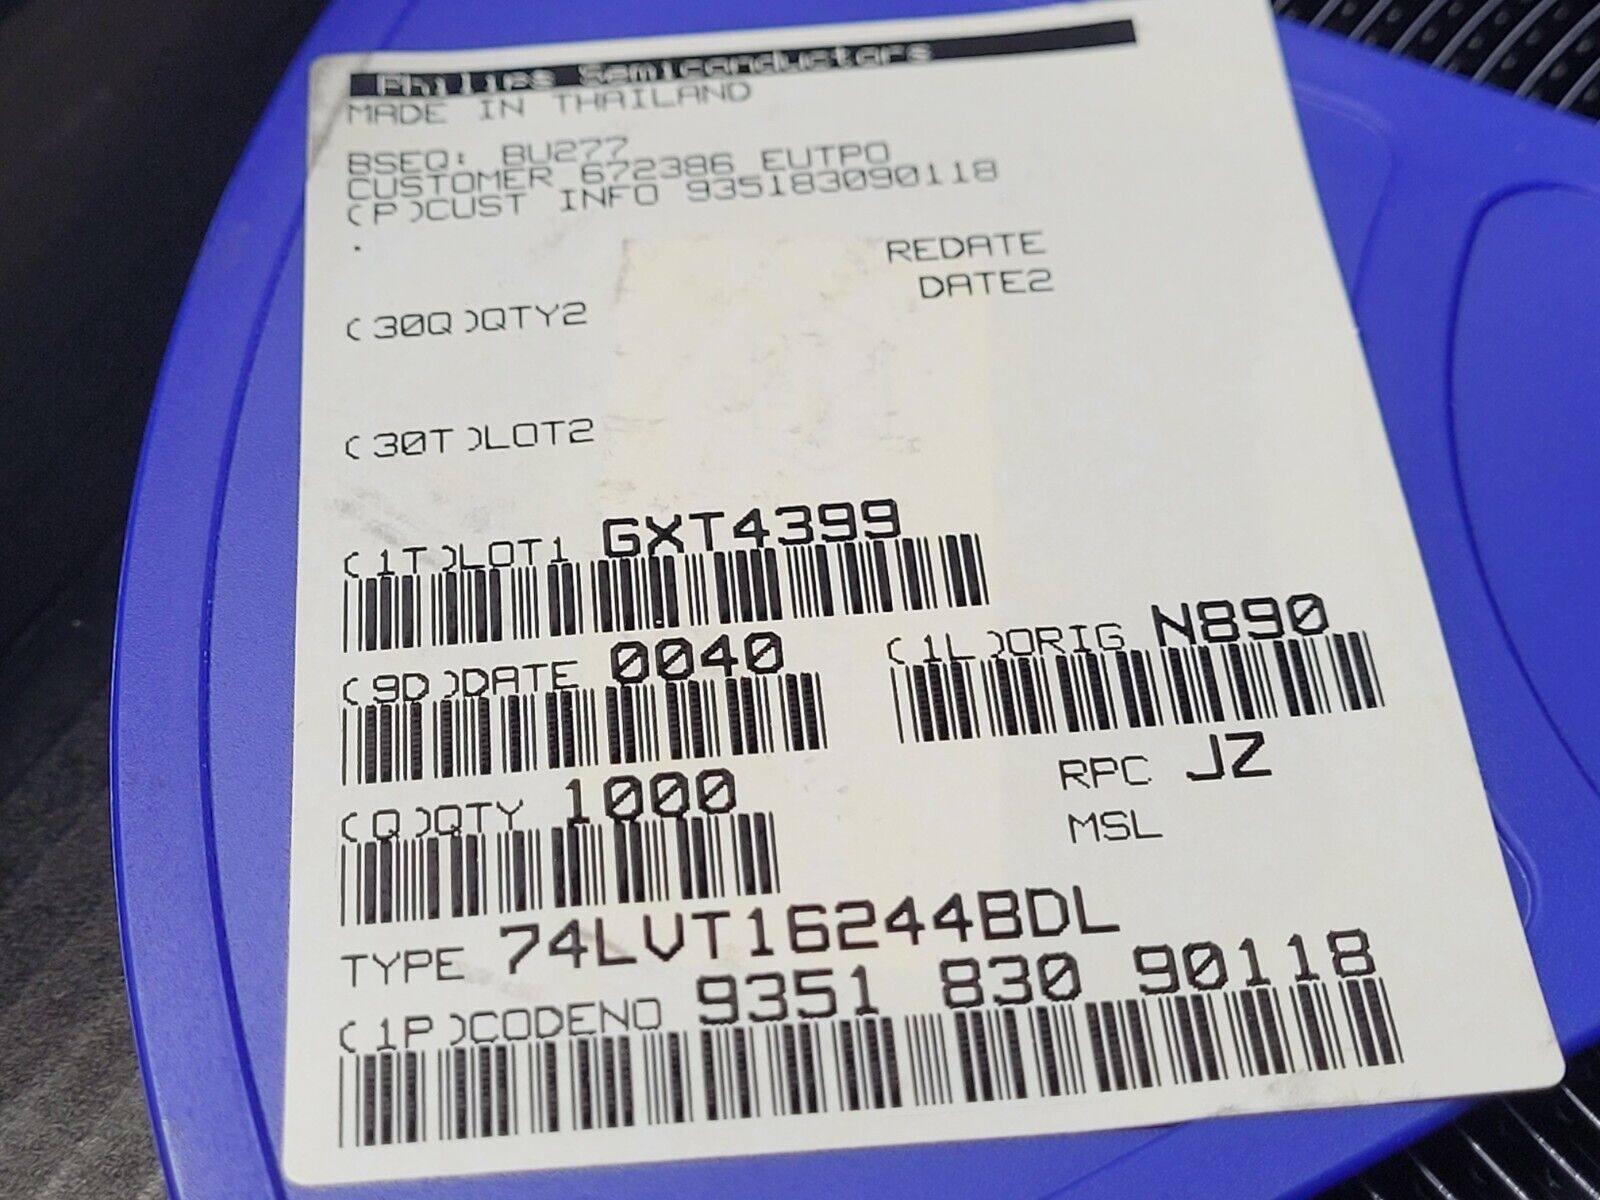 Philips Semiconductors
MADE IN THAILAND
BSEQ: BU277
CUSTOMER 672386 EUTPO
(P)CUST INFO 935183090118
.
REDATE
DATE2
(30Q)QTY2
(30T)LOT2
(1T)LOT1 GXT4399
(9D)DATE 0040
(1L)ORIG N890
(Q)QTY 1000
RPC JZ
MSL
TYPE 74LVT16244BDL
(1P)CODENO 9351 830 90118